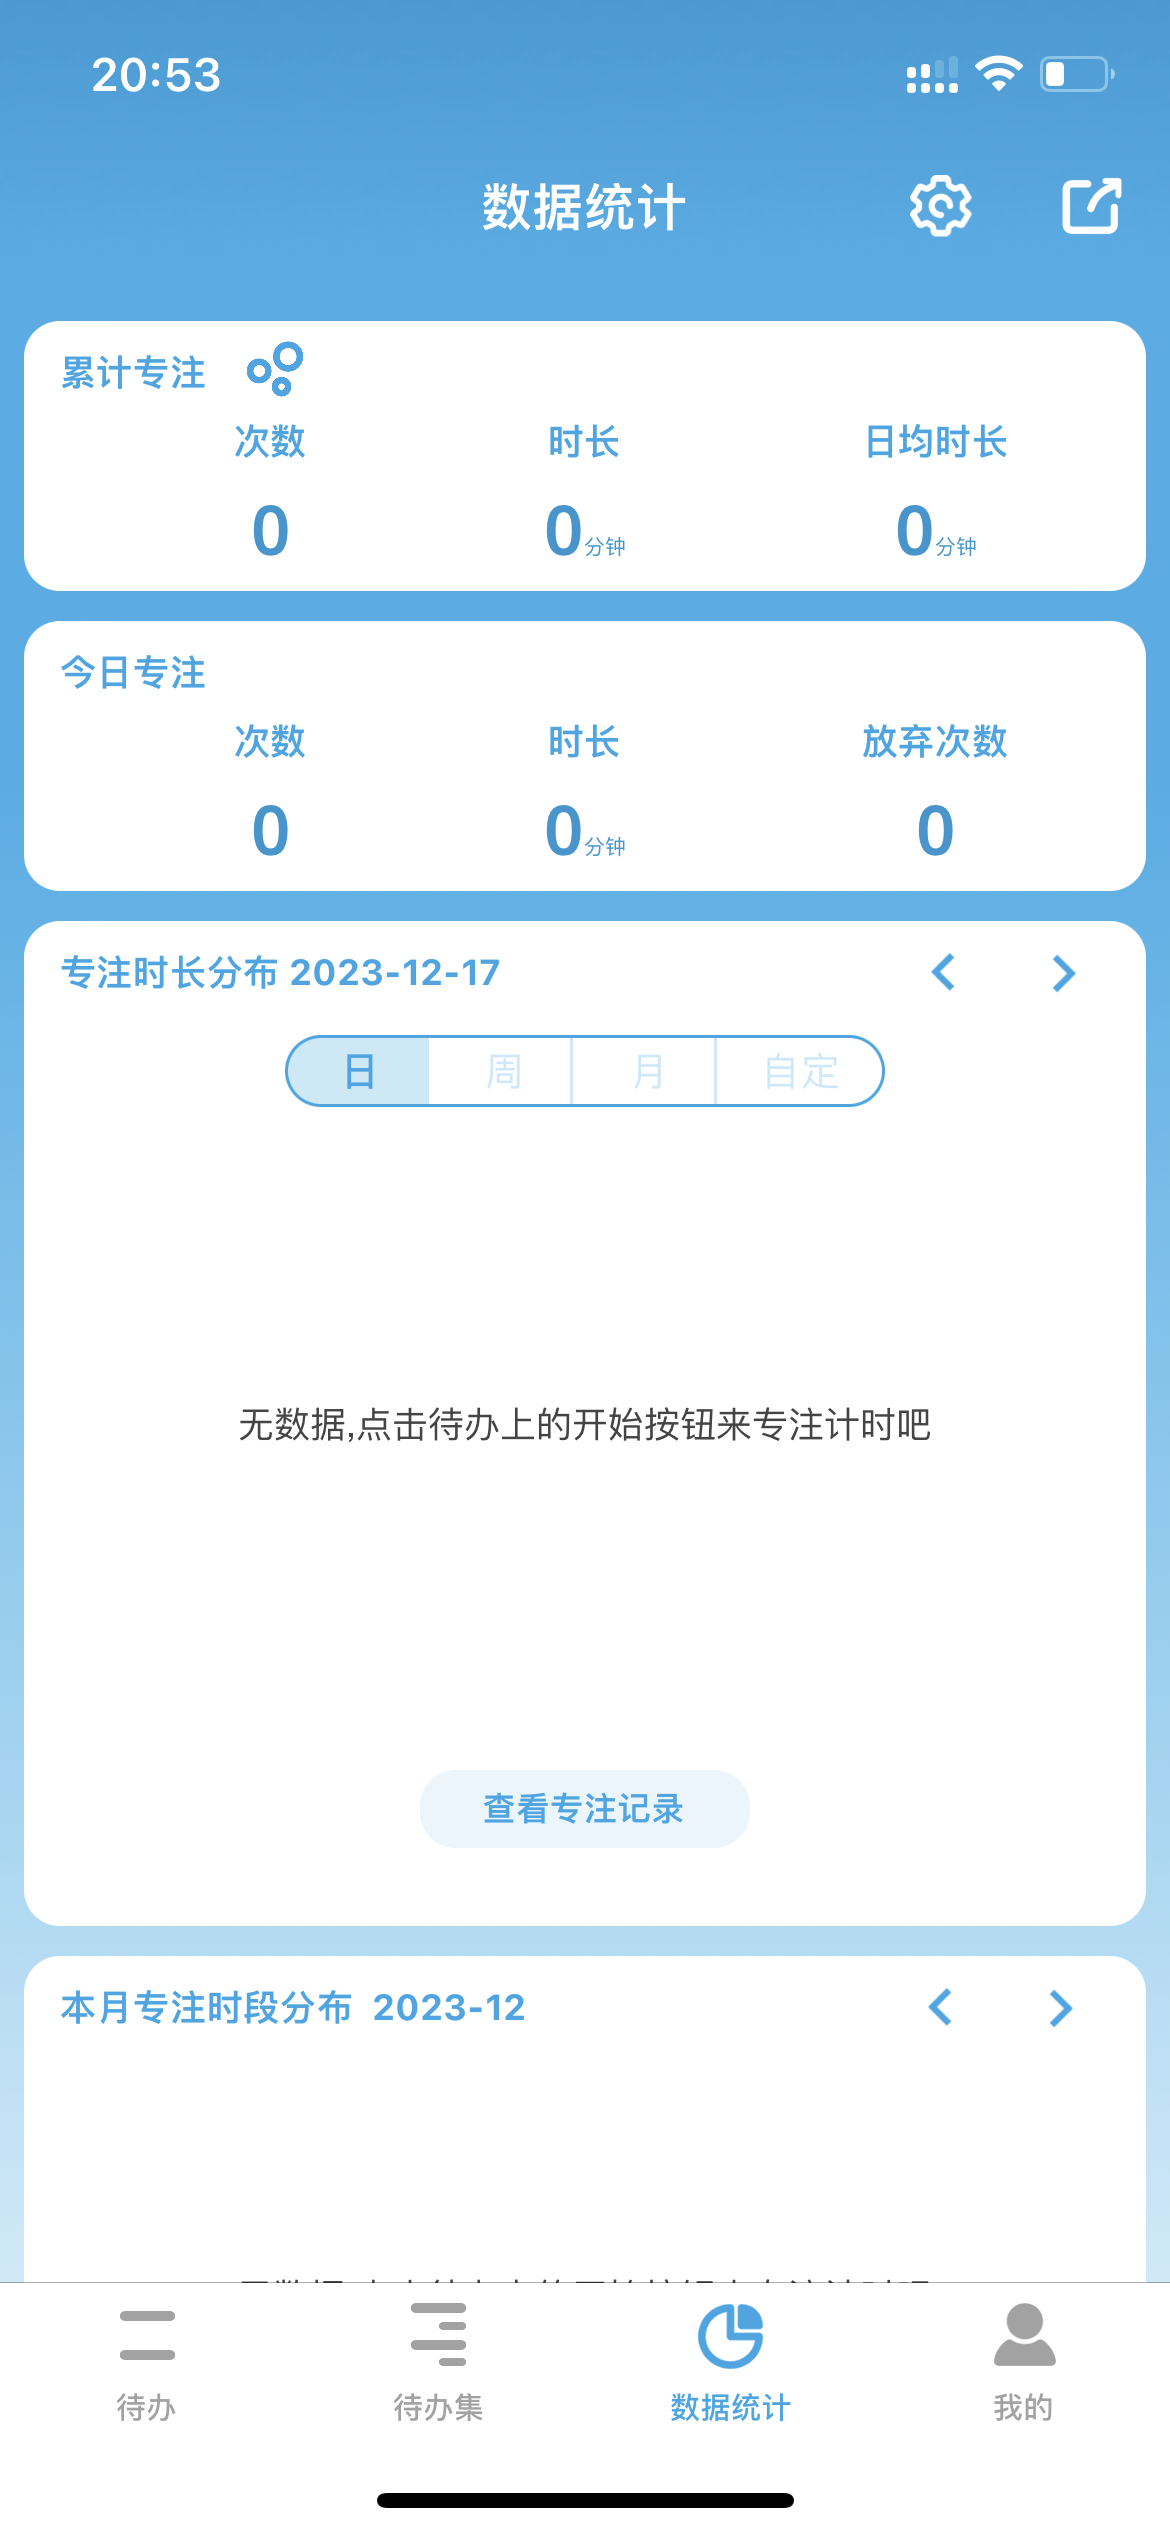 20:53
数据统计
累计专注
次数 时长 日均时长
0 0分钟 0分钟
今日专注
次数 时长 放弃次数
0 0分钟 0
专注时长分布 2023-12-17
日 周 月 自定
无数据,点击待办上的开始按钮来专注计时吧
查看专注记录
本月专注时段分布 2023-12
待办 待办集 数据统计 我的